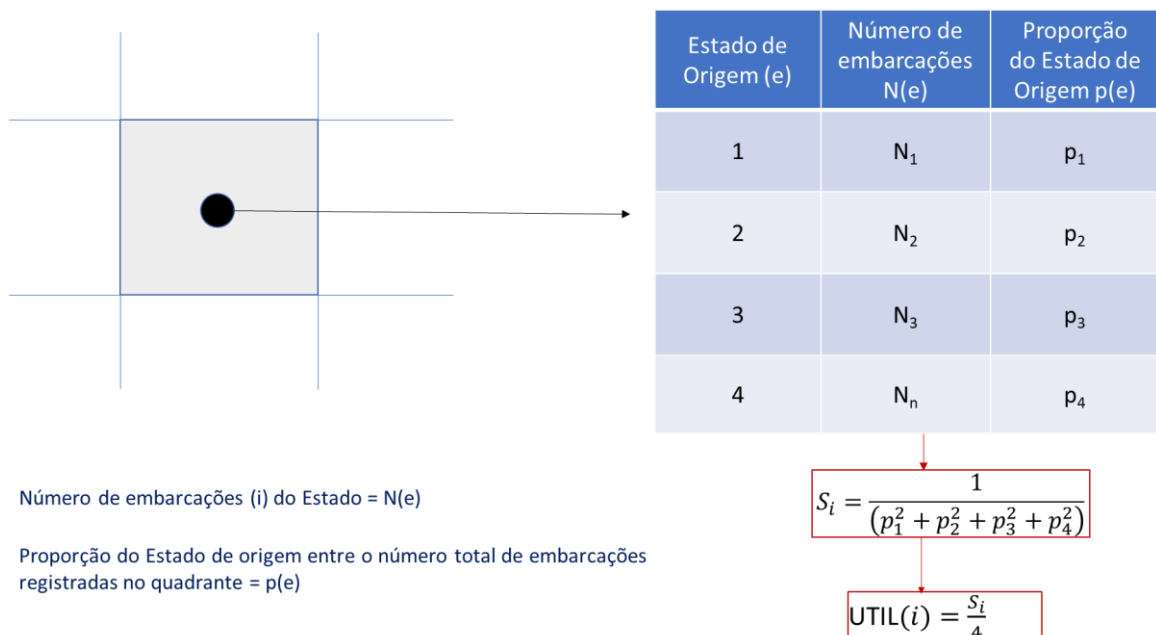 Estado de Origem (e) | Número de embarcações N(e) | Proporção do Estado de Origem p(e)
1 | N₁ | p₁
2 | N₂ | p₂
3 | N₃ | p₃
4 | Nₙ | p₄
Número de embarcações (i) do Estado = N(e)
Proporção do Estado de origem entre o número total de embarcações
registradas no quadrante = p(e)
Sᵢ = 1 / (p₁² + p₂² + p₃² + p₄²)
UTIL(i) = Sᵢ / 4